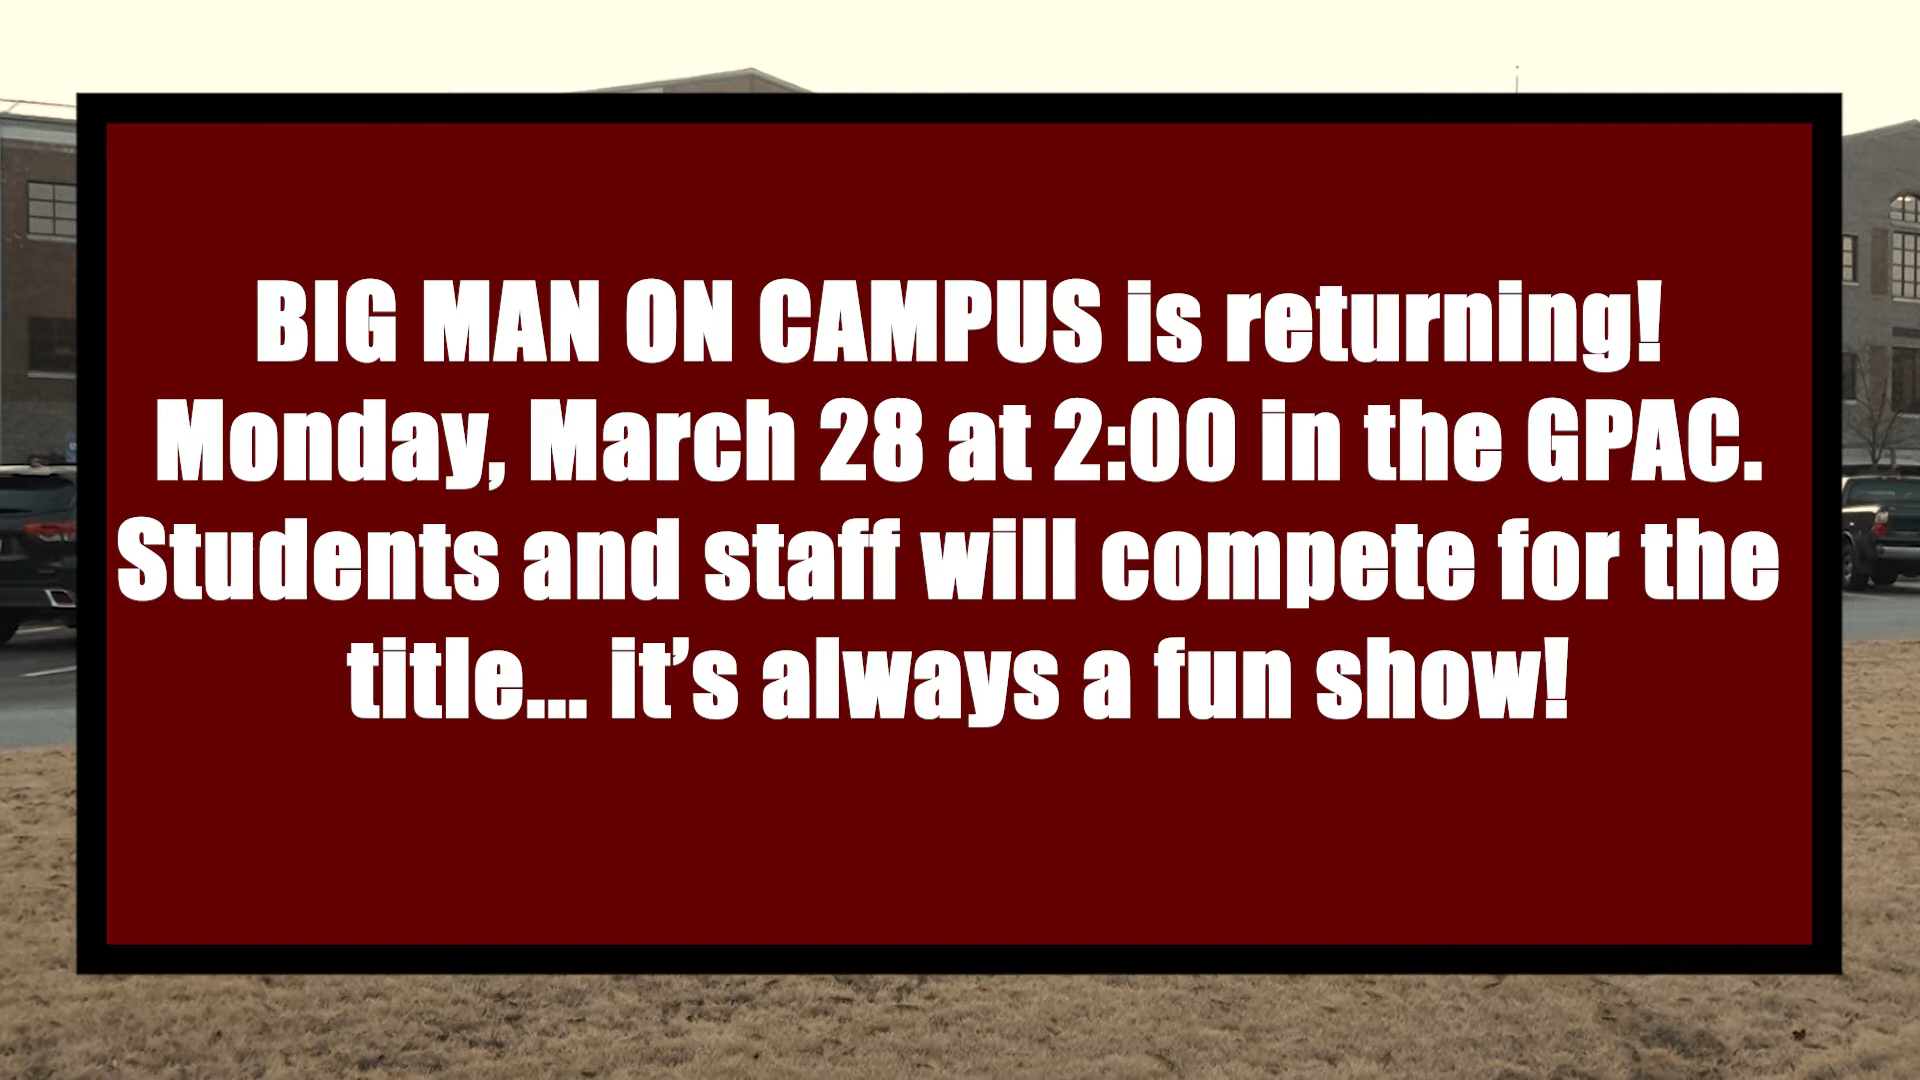 BIG MAN ON CAMPUS is returning!
Monday, March 28 at 2:00 in the GPAC.
Students and staff will compete for the
title... it’s always a fun show!